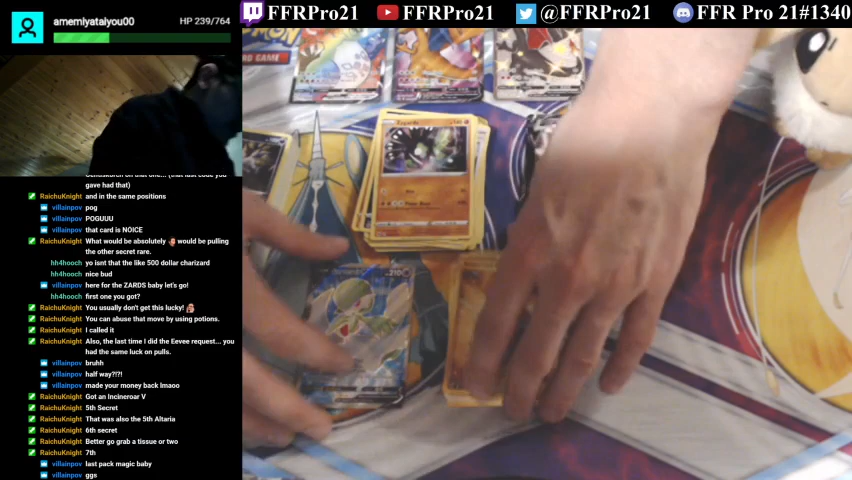 amemiyataiyou00
HP 239/764
FFRPro21
FFRPro21
@FFRPro21
FFR Pro 21#1340
gave had that)
RaichuKnight and in the same positions
villainpov pog
villainpov POGUUU
villainpov that card is NOICE
RaichuKnight What would be absolutely would be pulling
the other secret rare.
hh4hooch yo isnt that the like 500 dollar charizard
hh4hooch nice bud
villainpov here for the ZARDS baby let's go!
hh4hooch first one you got?
RaichuKnight You usually don't get this lucky!
RaichuKnight You can abuse that move by using potions.
RaichuKnight I called it
RaichuKnight Also, the last time I did the Eevee request... you
had the same luck on pulls.
villainpov bruhh
villainpov half way?!?!
villainpov made your money back lmaoo
RaichuKnight Got an Incineroar V
RaichuKnight 5th Secret
RaichuKnight That was also the 5th Altaria
RaichuKnight 6th secret
RaichuKnight Better go grab a tissue or two
RaichuKnight 7th
villainpov last pack magic baby
villainpov ggs
CARD GAME
210